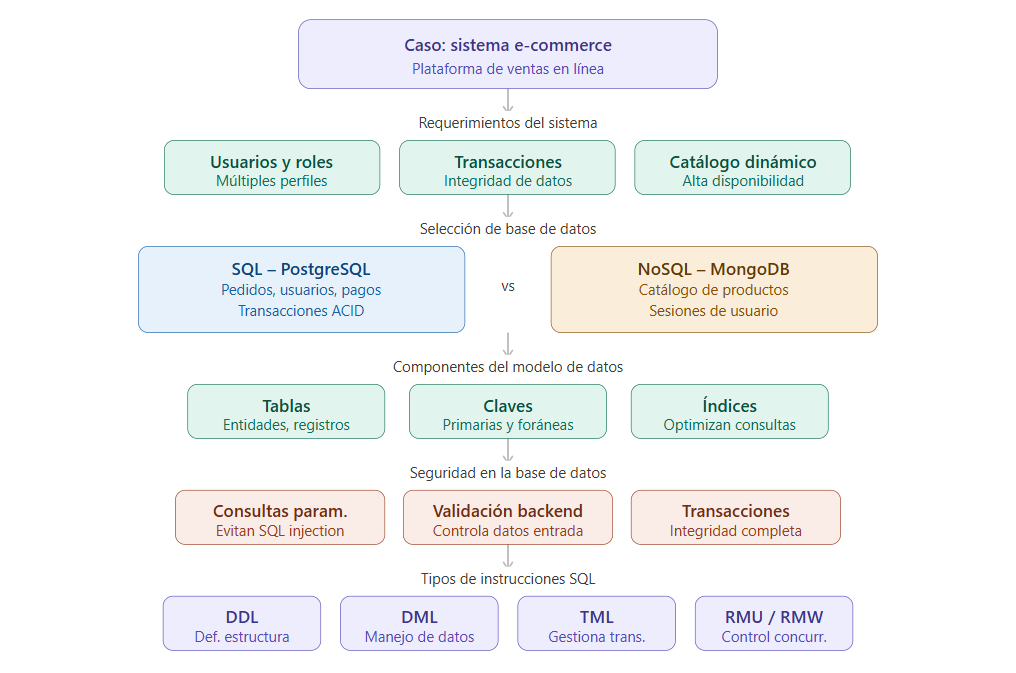 Caso: sistema e-commerce
Plataforma de ventas en línea
Requerimientos del sistema
Usuarios y roles
Múltiples perfiles
Transacciones
Integridad de datos
Catálogo dinámico
Alta disponibilidad
Selección de base de datos
SQL – PostgreSQL
Pedidos, usuarios, pagos
Transacciones ACID
vs
NoSQL – MongoDB
Catálogo de productos
Sesiones de usuario
Componentes del modelo de datos
Tablas
Entidades, registros
Claves
Primarias y foráneas
Índices
Optimizan consultas
Seguridad en la base de datos
Consultas param.
Evitan SQL injection
Validación backend
Controla datos entrada
Transacciones
Integridad completa
Tipos de instrucciones SQL
DDL
Def. estructura
DML
Manejo de datos
TML
Gestiona trans.
RMU / RMW
Control concurr.